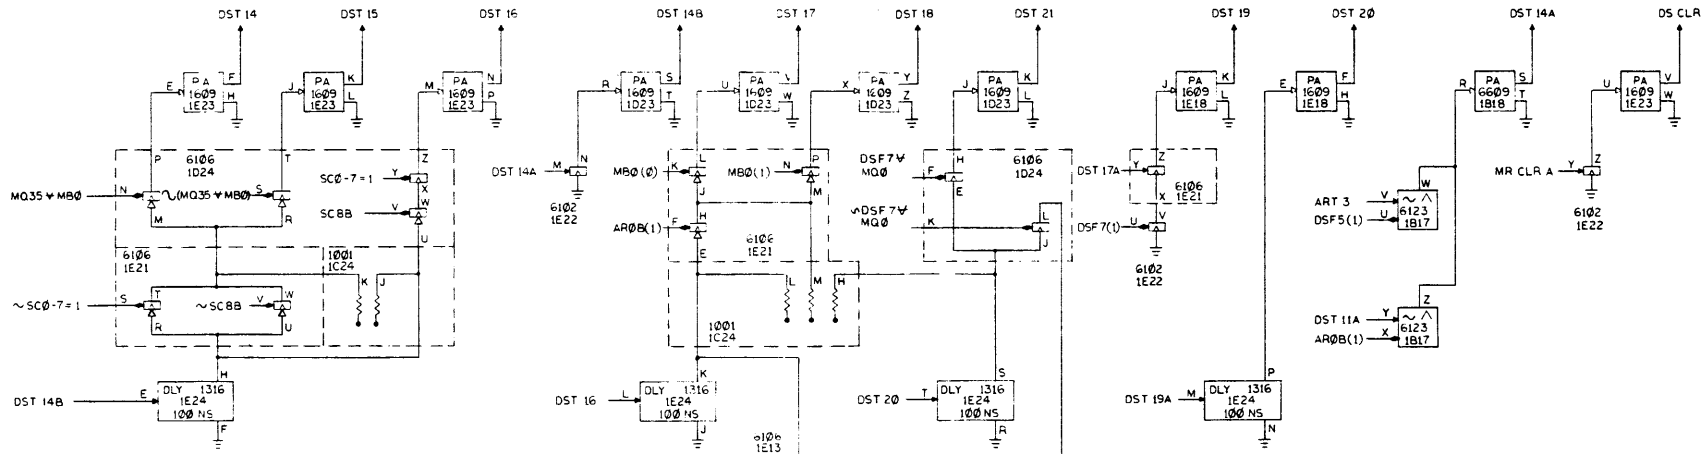 DST 14 DST 15 DST 16 DST 14B DST 17 DST 18 DST 21 DST 19 DST 20 DST 14A DS CLR
E PA 1609 1E23 F H
J PA 1609 1E23 K L
M PA 1609 1E23 N P
R PA 1609 1D23 S T
U PA 1609 1D23 V W
X PA 1609 1D23 Y Z
J PA 1609 1D23 K L
J PA 1609 1E18 K L
E PA 1609 1E18 F H
R PA 6609 1B18 S T
U PA 1609 1E23 V W
P 6106 1D24 T Z
MQ35 ∀ MBØ N M
~(MQ35 ∀ MBØ) S R
SCØ-7=1 Y X
SC8B V W U
DST 14A M N
6102 1E22
MBØ(Ø) K L J
MBØ(1) N P M
ARØB(1) F H E
6106 1E21
DSF7∀ MQØ F H E
6106 1D24
~DSF7∀ MQØ K L J
DST 17A Y Z X
6106 1E21
DSF7(1) U V
6102 1E22
ART 3 V
DSF5(1) U
W ~ ∧ 6123 1B17
MR CLR A Y Z
6102 1E22
6106 1E21
1001 1C24
K J
~SCØ-7=1 S T R
~SC8B V W U
L M H
1001 1C24
DST 11A Y
ARØB(1) X
Z ~ ∧ 6123 1B17
DST 14B E H DLY 1316 1E24 100 NS F
DST 16 L K DLY 1316 1E24 100 NS J
6106 1E13
DST 20 T S DLY 1316 1E24 100 NS R
DST 19A M P DLY 1316 1E24 100 NS N